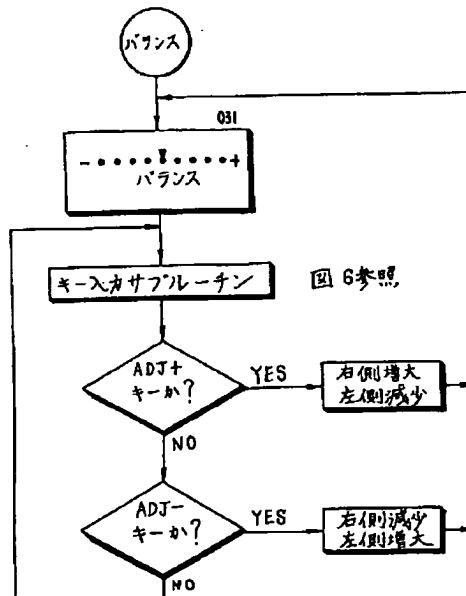 バランス
031
- • • • • • • • • • +
バランス
キー入力サブルーチン
図6参照
ADJ+
キーか?
YES
右側増大
左側減少
NO
ADJ-
キーか?
YES
右側減少
左側増大
NO